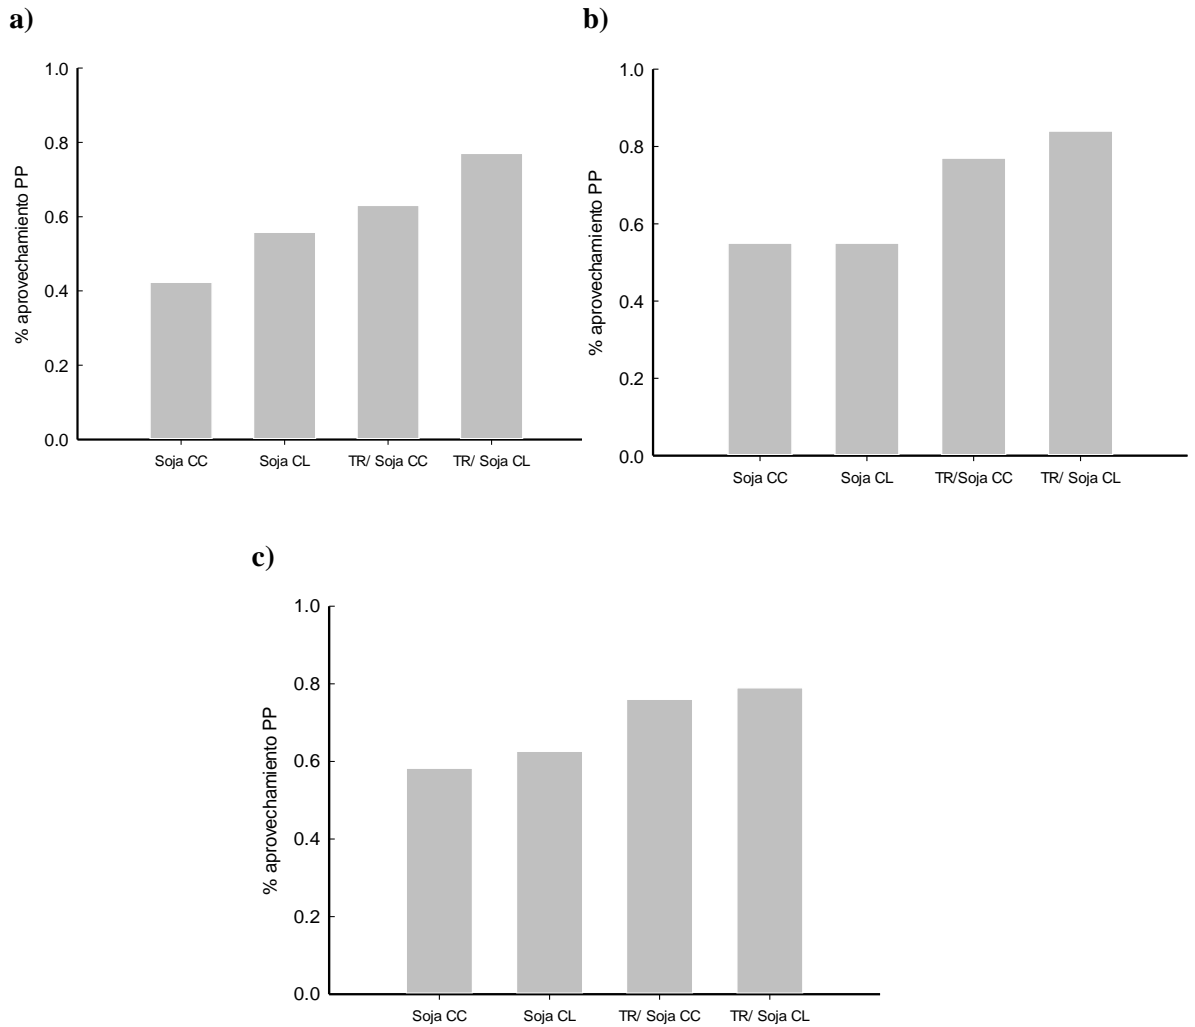 a)
1.0
0.8
0.6
0.4
0.2
0.0
% aprovechamiento PP
Soja CC
Soja CL
TR/ Soja CC
TR/ Soja CL
b)
1.0
0.8
0.6
0.4
0.2
0.0
% aprovechamiento PP
Soja CC
Soja CL
TR/Soja CC
TR/ Soja CL
c)
1.0
0.8
0.6
0.4
0.2
0.0
% aprovechamiento PP
Soja CC
Soja CL
TR/ Soja CC
TR/ Soja CL